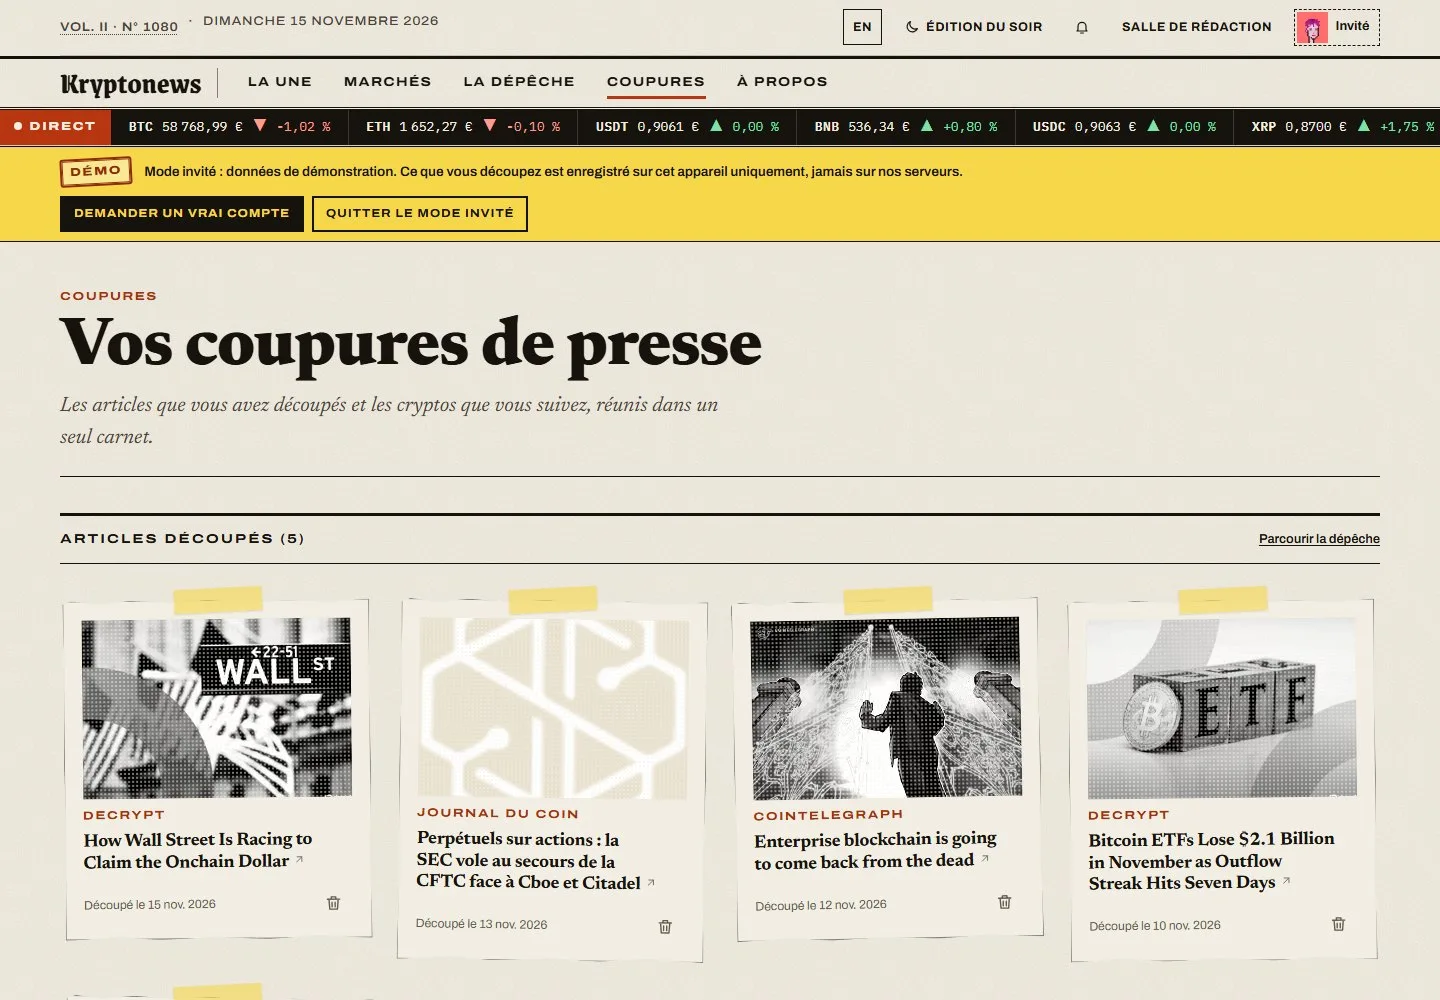 VOL. II · N° 1080 · DIMANCHE 15 NOVEMBRE 2026
EN
ÉDITION DU SOIR
SALLE DE RÉDACTION
Invité
Kryptonews
LA UNE
MARCHÉS
LA DÉPÊCHE
COUPURES
À PROPOS
DIRECT
BTC 58 768,99 € ▼ -1,02 %
ETH 1 652,27 € ▼ -0,10 %
USDT 0,9061 € ▲ 0,00 %
BNB 536,34 € ▲ +0,80 %
USDC 0,9063 € ▲ 0,00 %
XRP 0,8700 € ▲ +1,75 %
DÉMO
Mode invité : données de démonstration. Ce que vous découpez est enregistré sur cet appareil uniquement, jamais sur nos serveurs.
DEMANDER UN VRAI COMPTE
QUITTER LE MODE INVITÉ
COUPURES
Vos coupures de presse
Les articles que vous avez découpés et les cryptos que vous suivez, réunis dans un
seul carnet.
ARTICLES DÉCOUPÉS (5)
Parcourir la dépêche
←22-51
WALL ST
DECRYPT
How Wall Street Is Racing to
Claim the Onchain Dollar
Découpé le 15 nov. 2026
JOURNAL DU COIN
Perpétuels sur actions : la
SEC vole au secours de la
CFTC face à Cboe et Citadel
Découpé le 13 nov. 2026
COINTELEGRAPH
Enterprise blockchain is going
to come back from the dead
Découpé le 12 nov. 2026
ETF
DECRYPT
Bitcoin ETFs Lose $2.1 Billion
in November as Outflow
Streak Hits Seven Days
Découpé le 10 nov. 2026